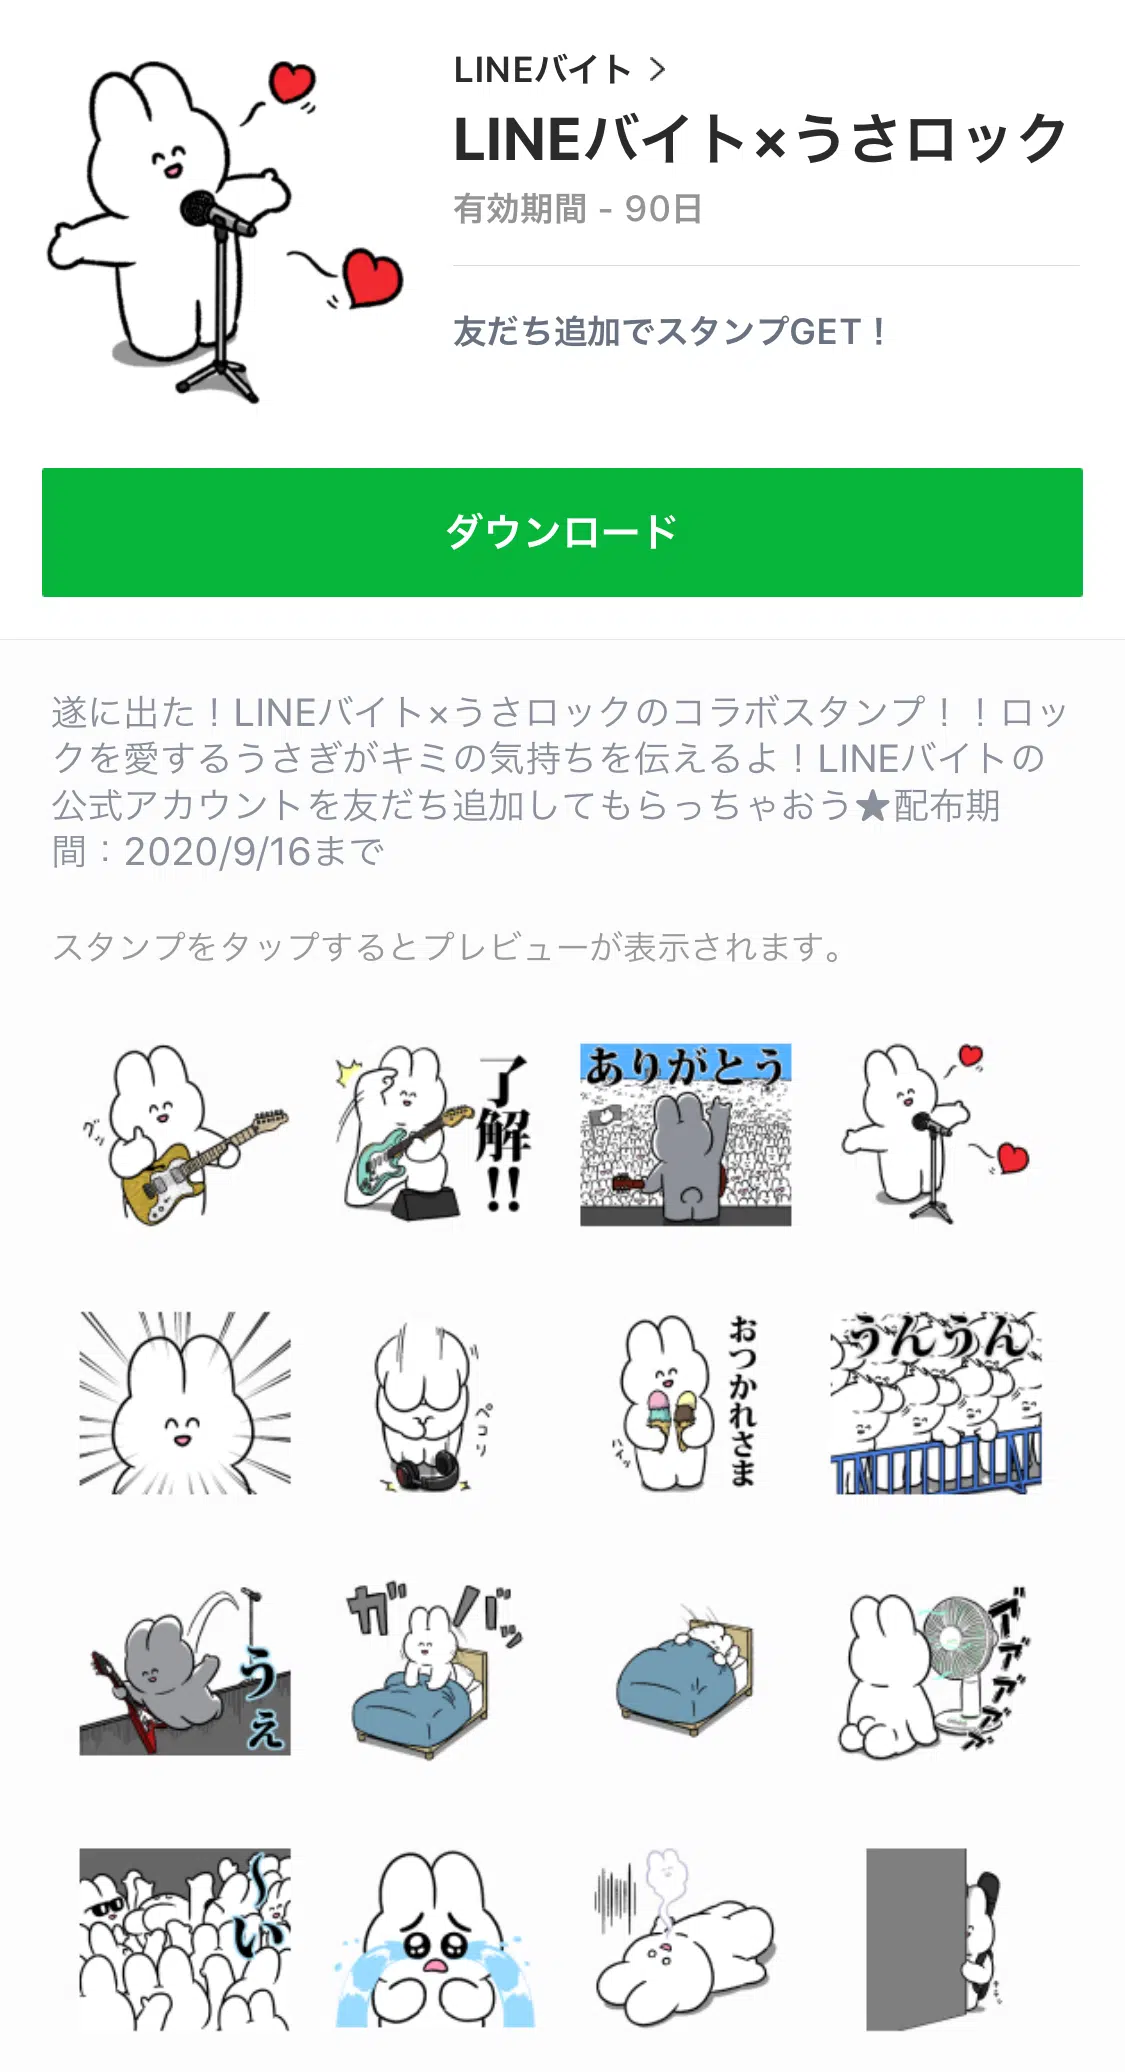 LINEバイト >
LINEバイト×うさロック
有効期間 - 90日
友だち追加でスタンプGET！
ダウンロード
遂に出た！LINEバイト×うさロックのコラボスタンプ！！ロッ
クを愛するうさぎがキミの気持ちを伝えるよ！LINEバイトの
公式アカウントを友だち追加してもらっちゃおう★配布期
間：2020/9/16まで
スタンプをタップするとプレビューが表示されます。
グッ
了解!!
ありがとう
ペコリ
おつかれさま
ハイッ
うんうん
うぇ
ガバッ
〜い